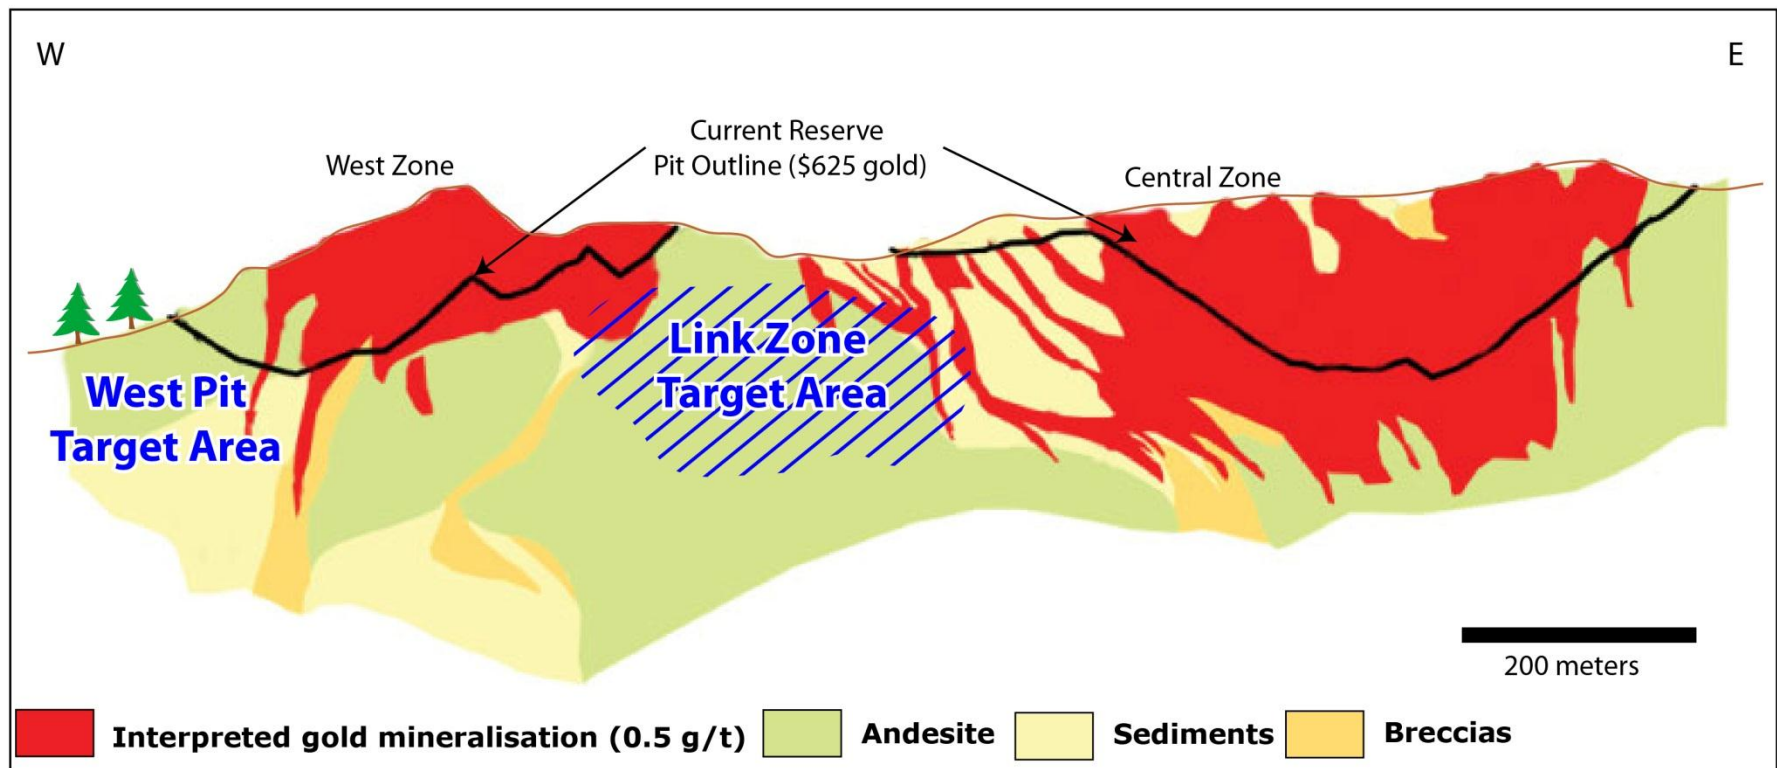 W
E
Current Reserve
Pit Outline ($625 gold)
West Zone
Central Zone
Link Zone
Target Area
West Pit
Target Area
200 meters
Interpreted gold mineralisation (0.5 g/t)
Andesite
Sediments
Breccias